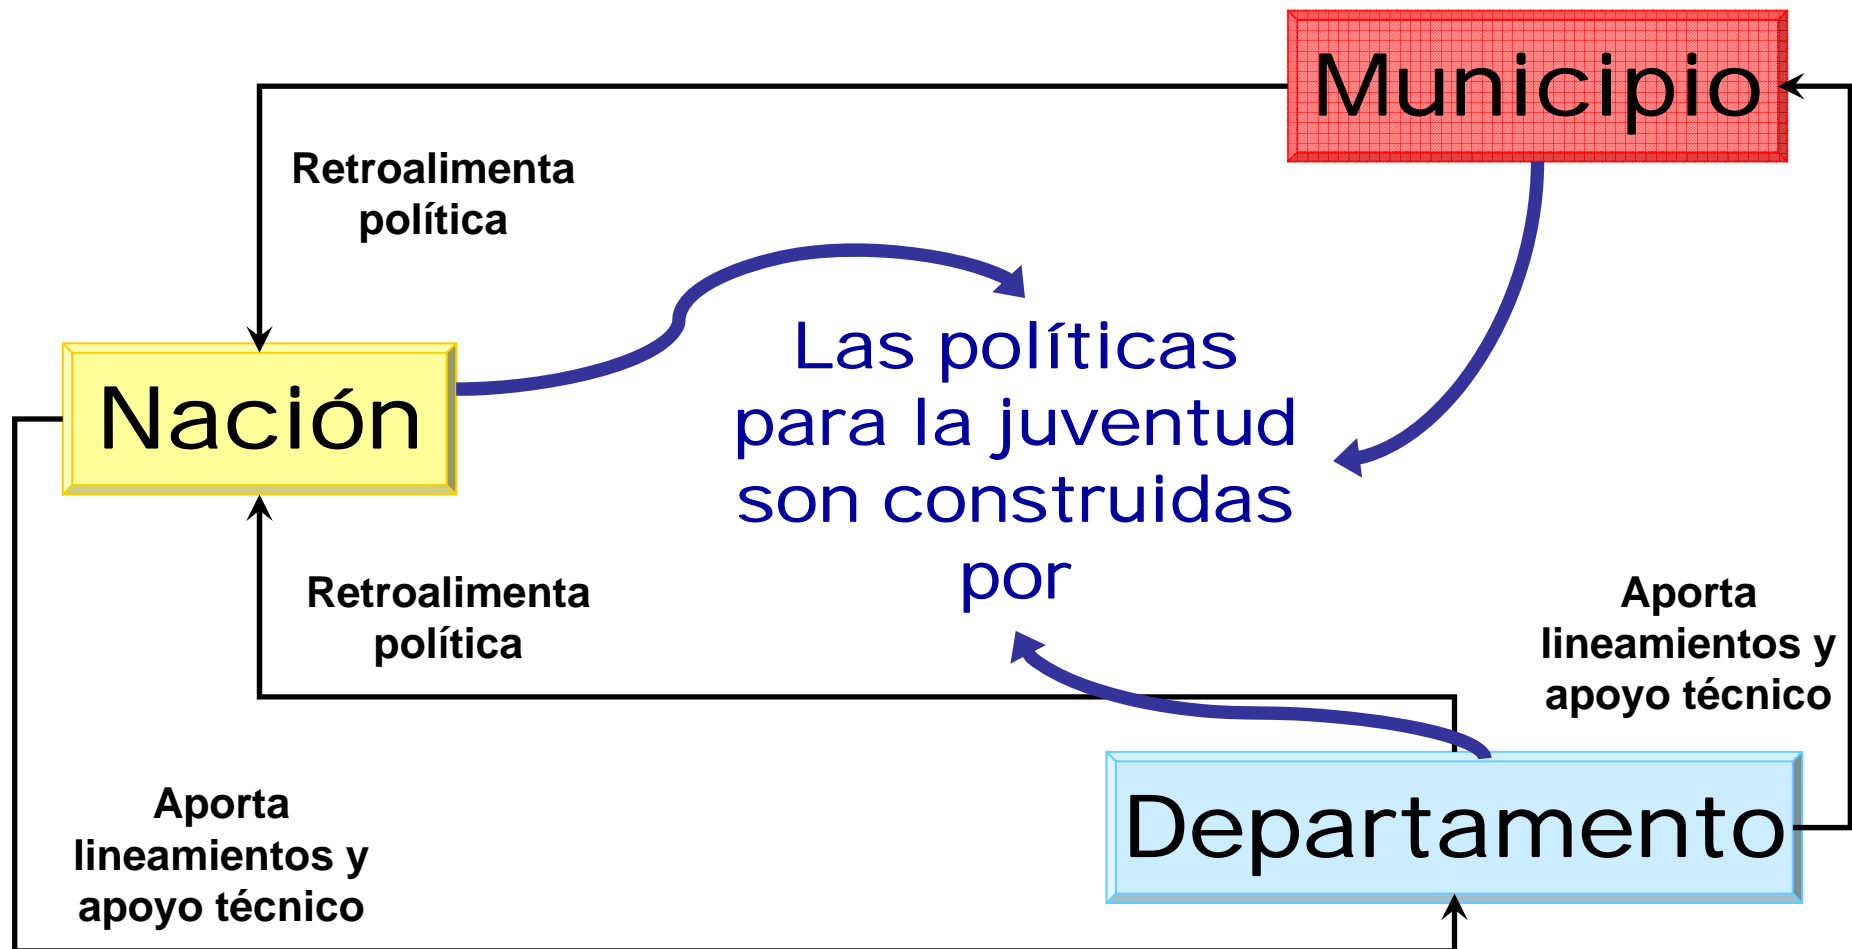 Municipio
Retroalimenta
política
Las políticas
para la juventud
son construidas
por
Nación
Retroalimenta
política
Aporta
lineamientos y
apoyo técnico
Departamento
Aporta
lineamientos y
apoyo técnico